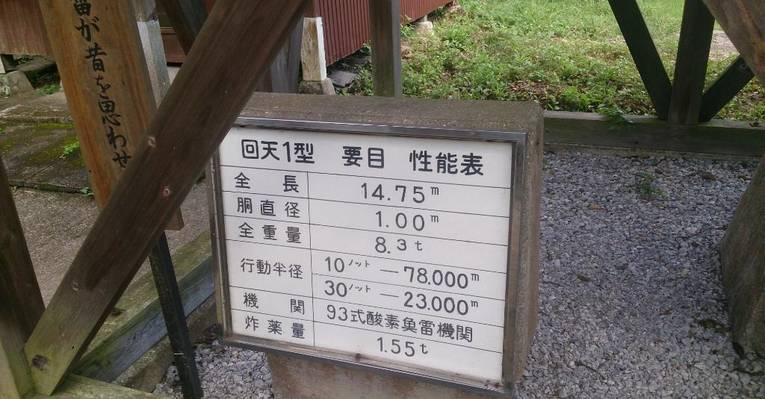 雷が昔を思わせ
回天1型 要目 性能表
全長 14.75m
胴直径 1.00m
全重量 8.3t
行動半径 10ノット―78.000m
30ノット―23.000m
機関 93式酸素魚雷機関
炸薬量 1.55t